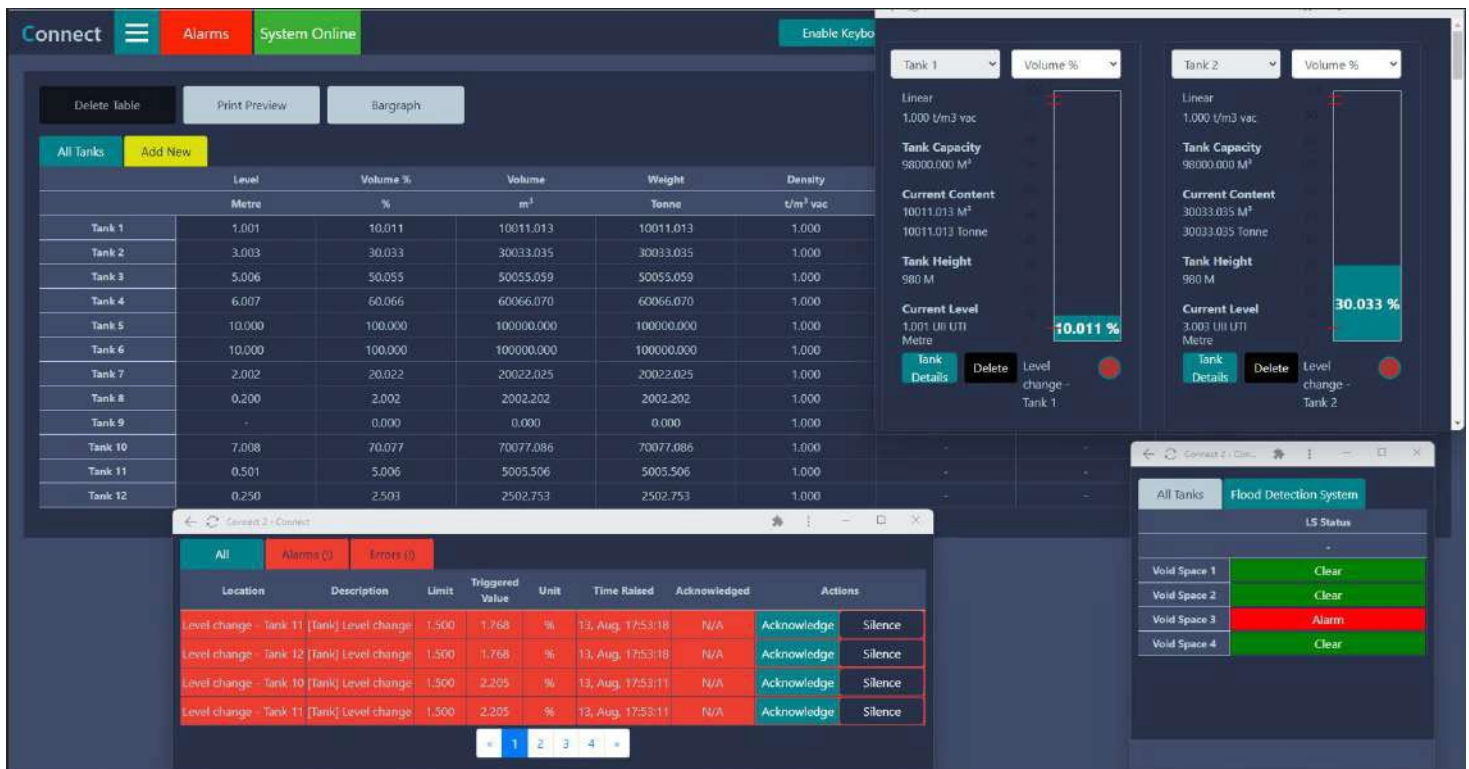 Connect
Alarms
System Online
Enable Keybo
Delete Table
Print Preview
Bargraph
All Tanks
Add New
Level Volume % Volume Weight Density
Metre % m³ Tonne t/m³ vac
Tank 1 1.001 10.011 10011.013 10011.013 1.000
Tank 2 3.003 30.033 30033.035 30033.035 1.000
Tank 3 5.006 50.055 50055.059 50055.059 1.000
Tank 4 6.007 60.066 60066.070 60066.070 1.000
Tank 5 10.000 100.000 100000.000 100000.000 1.000
Tank 6 10.000 100.000 100000.000 100000.000 1.000
Tank 7 2.002 20.022 20022.025 20022.025 1.000
Tank 8 0.200 2.002 2002.202 2002.202 1.000
Tank 9 - 0.000 0.000 0.000 1.000
Tank 10 7.008 70.077 70077.086 70077.086 1.000 - -
Tank 11 0.501 5.006 5005.506 5005.506 1.000 - -
Tank 12 0.250 2.503 2502.753 2502.753 1.000 - -
Tank 1
Volume %
Linear
1.000 t/m3 vac
Tank Capacity
98000.000 M³
Current Content
10011.013 M³
10011.013 Tonne
Tank Height
980 M
Current Level
1.001 UII UTI
Metre
10.011 %
Tank
Details
Delete
Level
change -
Tank 1
Tank 2
Volume %
Linear
1.000 t/m3 vac
Tank Capacity
98000.000 M³
Current Content
30033.035 M³
30033.035 Tonne
Tank Height
980 M
Current Level
3.003 UII UTI
Metre
30.033 %
Tank
Details
Delete
Level
change -
Tank 2
Connect 2 - Connect
All
Alarms (!)
Errors (!)
Location Description Limit Triggered Value Unit Time Raised Acknowledged Actions
Level change - Tank 11 [Tank] Level change 1.500 1.768 % 13, Aug, 17:53:18 N/A Acknowledge Silence
Level change - Tank 12 [Tank] Level change 1.500 1.768 % 13, Aug, 17:53:18 N/A Acknowledge Silence
Level change - Tank 10 [Tank] Level change 1.500 2.205 % 13, Aug, 17:53:11 N/A Acknowledge Silence
Level change - Tank 11 [Tank] Level change 1.500 2.205 % 13, Aug, 17:53:11 N/A Acknowledge Silence
« 1 2 3 4 »
Connect 2 - Con...
All Tanks
Flood Detection System
LS Status
-
Void Space 1 Clear
Void Space 2 Clear
Void Space 3 Alarm
Void Space 4 Clear